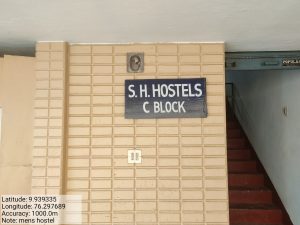 S.H. HOSTELS
C BLOCK
Latitude: 9.939335
Longitude: 76.297689
Accuracy: 1000.0m
Note: mens hostel